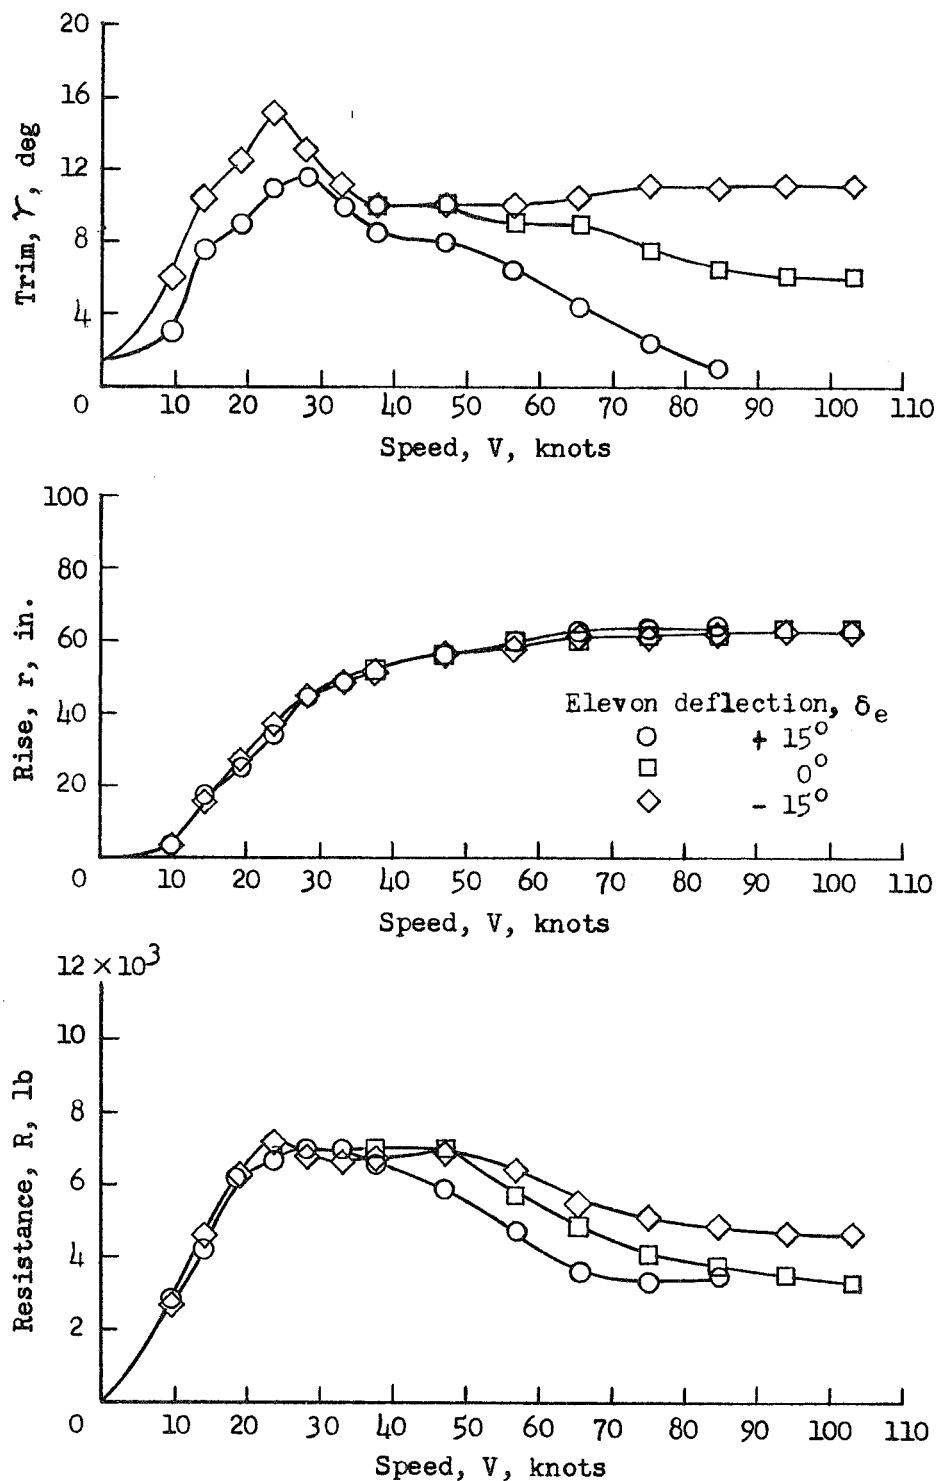 20
16
12
8
4
Trim, 𝛾, deg
0 10 20 30 40 50 60 70 80 90 100 110
Speed, V, knots
100
80
60
40
20
Rise, r, in.
Elevon deflection, δe
+ 15°
0°
- 15°
0 10 20 30 40 50 60 70 80 90 100 110
Speed, V, knots
12 × 10³
10
8
6
4
2
Resistance, R, lb
0 10 20 30 40 50 60 70 80 90 100 110
Speed, V, knots